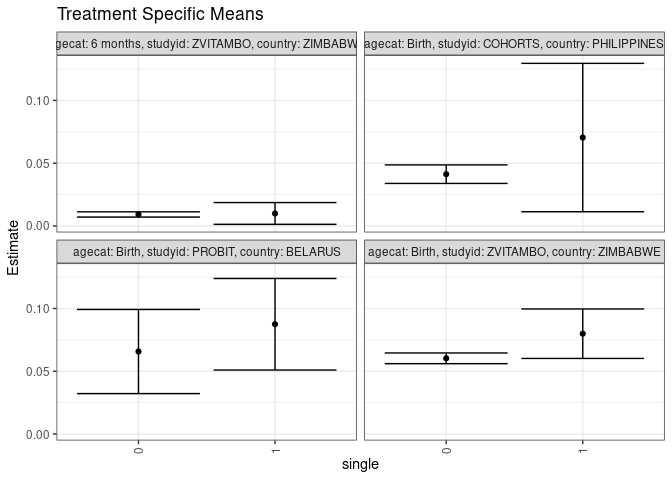 Treatment Specific Means
agecat: 6 months, studyid: ZVITAMBO, country: ZIMBABW
agecat: Birth, studyid: COHORTS, country: PHILIPPINES
0.10
0.05
0.00
agecat: Birth, studyid: PROBIT, country: BELARUS
agecat: Birth, studyid: ZVITAMBO, country: ZIMBABWE
0.10
0.05
0.00
Estimate
0
1
0
1
single